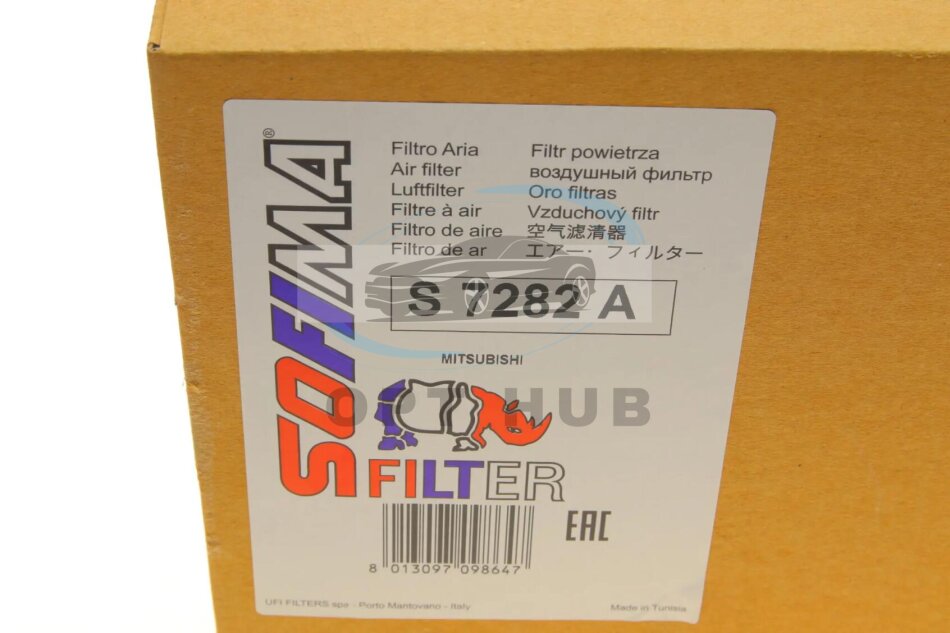 SOFIMA®
Filtro Aria
Air filter
Luftfilter
Filtre à air
Filtro de aire
Filtro de ar
Filtr powietrza
воздушный фильтр
Oro filtras
Vzduchový filtr
空气滤清器
エアー・フィルター
S 7282 A
MITSUBISHI
OPT HUB
FILTER
8 013097 098647
EAC
UFI FILTERS spa - Porto Mantovano - Italy
Made in Tunisia